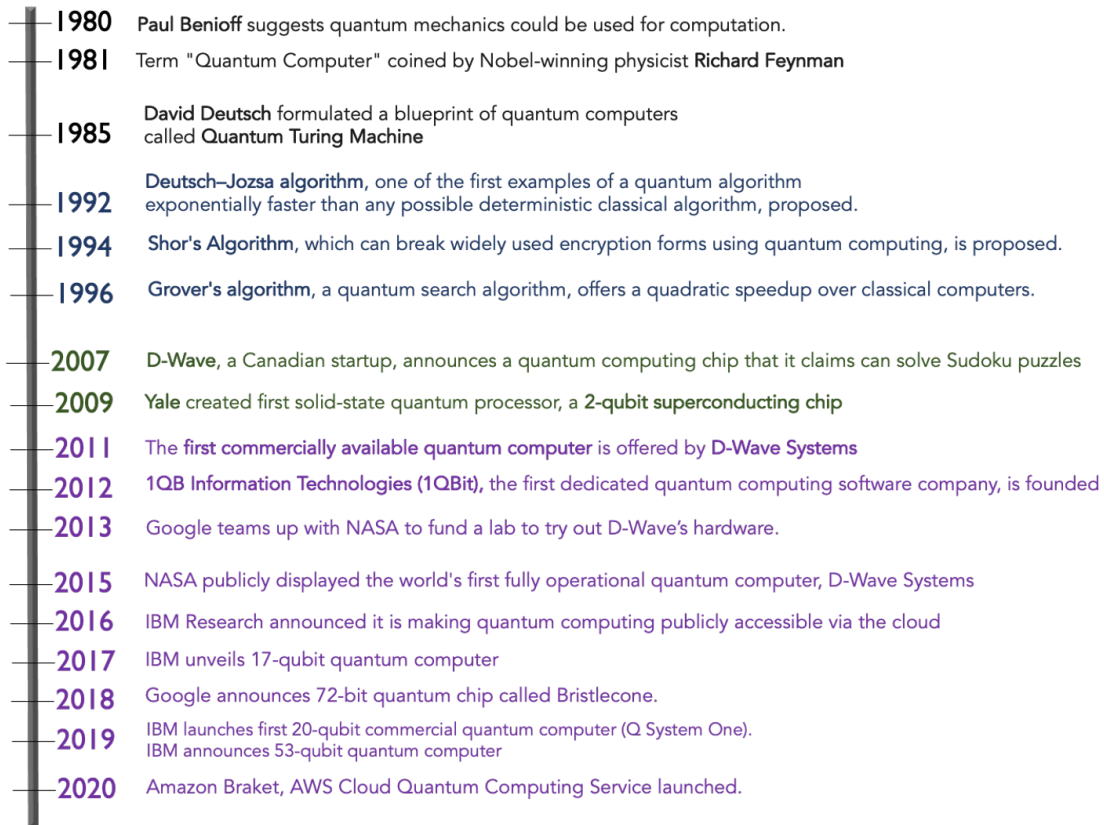 1980 Paul Benioff suggests quantum mechanics could be used for computation.
1981 Term "Quantum Computer" coined by Nobel-winning physicist Richard Feynman
1985 David Deutsch formulated a blueprint of quantum computers
called Quantum Turing Machine
1992 Deutsch–Jozsa algorithm, one of the first examples of a quantum algorithm
exponentially faster than any possible deterministic classical algorithm, proposed.
1994 Shor's Algorithm, which can break widely used encryption forms using quantum computing, is proposed.
1996 Grover's algorithm, a quantum search algorithm, offers a quadratic speedup over classical computers.
2007 D-Wave, a Canadian startup, announces a quantum computing chip that it claims can solve Sudoku puzzles
2009 Yale created first solid-state quantum processor, a 2-qubit superconducting chip
2011 The first commercially available quantum computer is offered by D-Wave Systems
2012 1QB Information Technologies (1QBit), the first dedicated quantum computing software company, is founded
2013 Google teams up with NASA to fund a lab to try out D-Wave’s hardware.
2015 NASA publicly displayed the world's first fully operational quantum computer, D-Wave Systems
2016 IBM Research announced it is making quantum computing publicly accessible via the cloud
2017 IBM unveils 17-qubit quantum computer
2018 Google announces 72-bit quantum chip called Bristlecone.
2019 IBM launches first 20-qubit commercial quantum computer (Q System One).
IBM announces 53-qubit quantum computer
2020 Amazon Braket, AWS Cloud Quantum Computing Service launched.